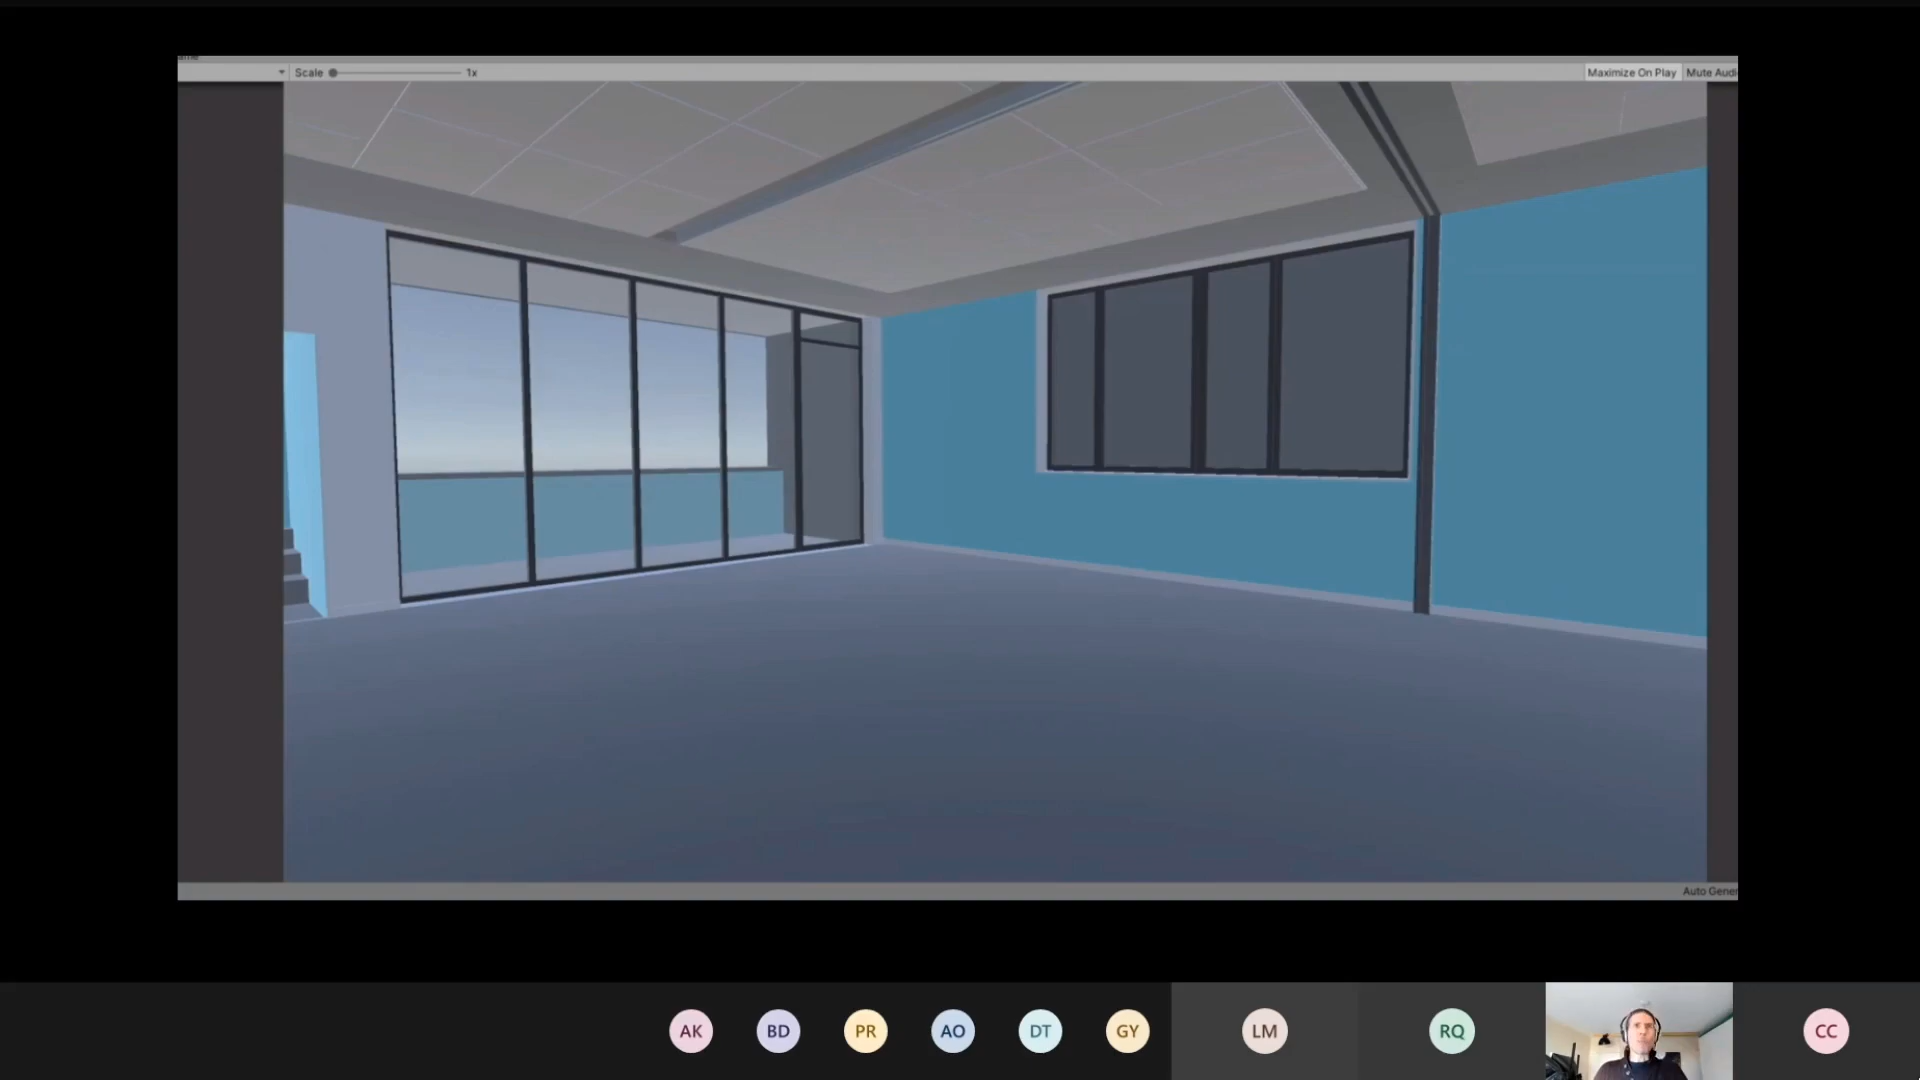 Scale 1x Maximize On Play Mute Audi
Auto Gener
AK BD PR AO DT GY LM RQ CC